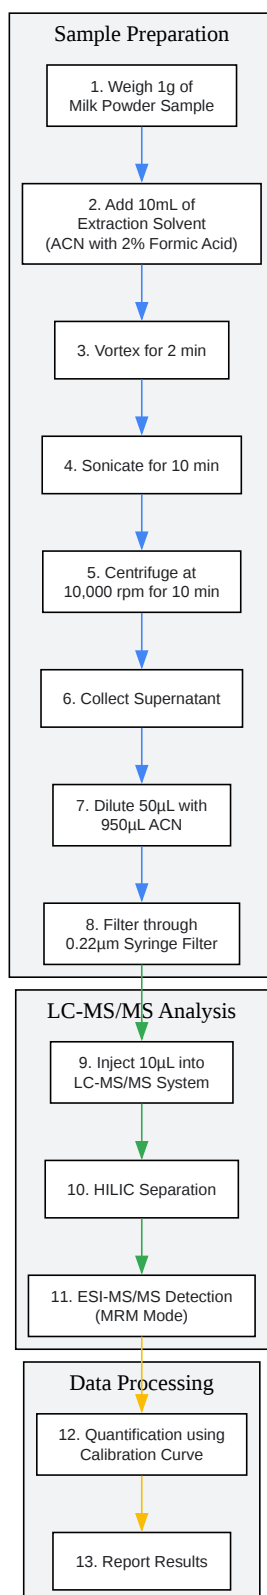 Sample Preparation
1. Weigh 1g of
Milk Powder Sample
2. Add 10mL of
Extraction Solvent
(ACN with 2% Formic Acid)
3. Vortex for 2 min
4. Sonicate for 10 min
5. Centrifuge at
10,000 rpm for 10 min
6. Collect Supernatant
7. Dilute 50µL with
950µL ACN
8. Filter through
0.22µm Syringe Filter
LC-MS/MS Analysis
9. Inject 10µL into
LC-MS/MS System
10. HILIC Separation
11. ESI-MS/MS Detection
(MRM Mode)
Data Processing
12. Quantification using
Calibration Curve
13. Report Results